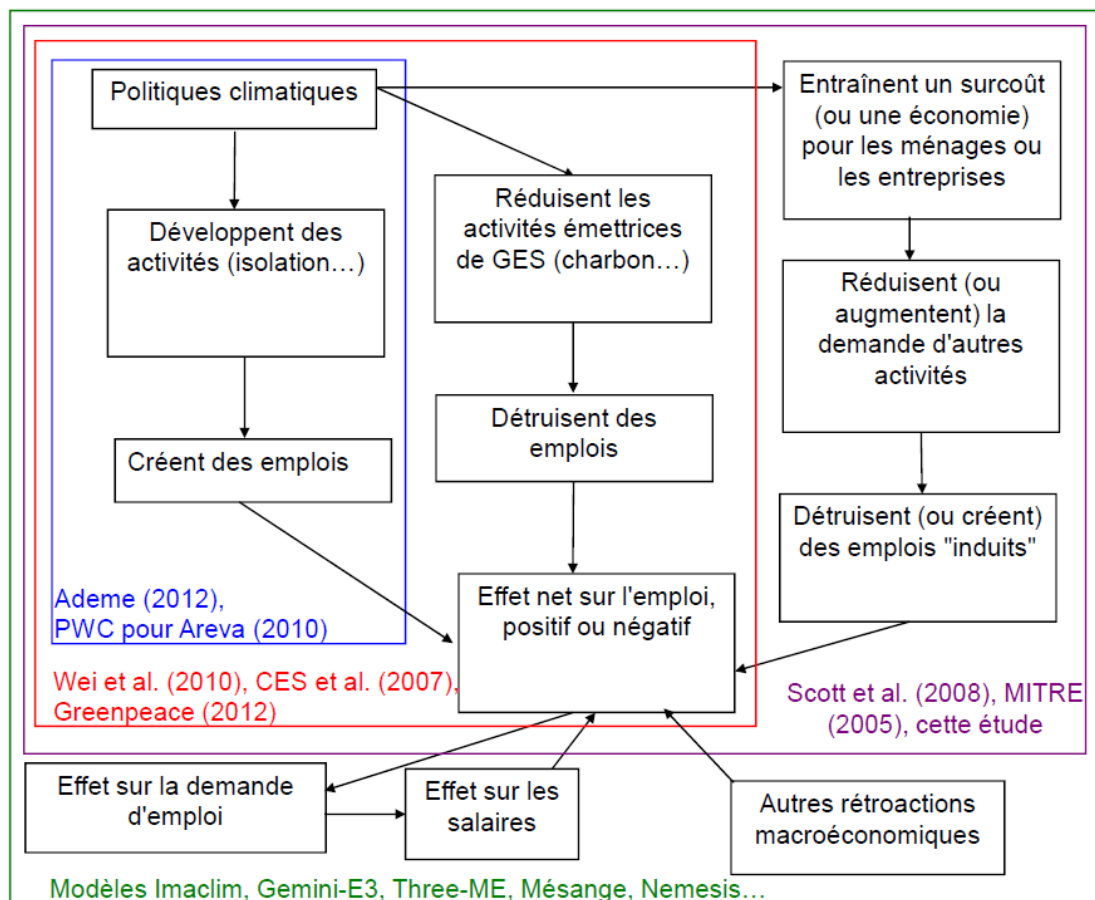 Politiques climatiques
Développent des
activités (isolation…)
Créent des emplois
Ademe (2012),
PWC pour Areva (2010)
Réduisent les
activités émettrices
de GES (charbon…)
Détruisent des
emplois
Effet net sur l'emploi,
positif ou négatif
Wei et al. (2010), CES et al. (2007),
Greenpeace (2012)
Entraînent un surcoût
(ou une économie)
pour les ménages ou
les entreprises
Réduisent (ou
augmentent) la
demande d'autres
activités
Détruisent (ou créent)
des emplois "induits"
Scott et al. (2008), MITRE
(2005), cette étude
Effet sur la demande
d'emploi
Effet sur les
salaires
Autres rétroactions
macroéconomiques
Modèles Imaclim, Gemini-E3, Three-ME, Mésange, Nemesis…